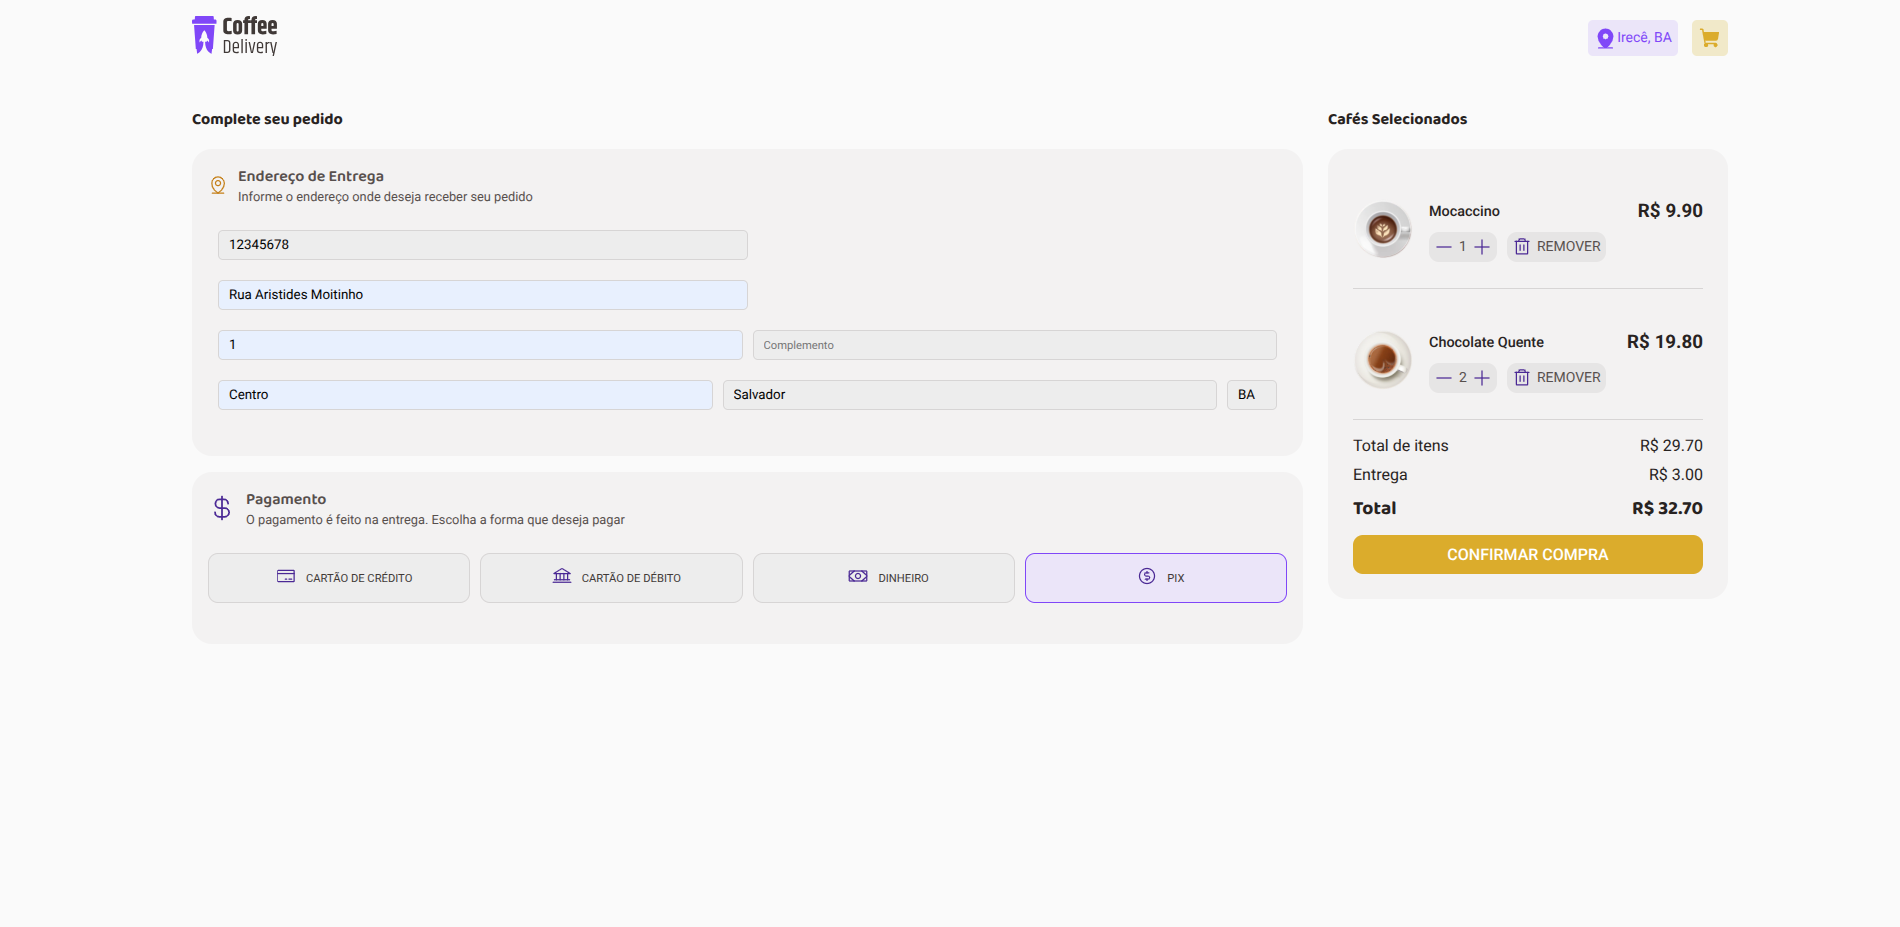 Coffee
Delivery
Irecê, BA
Complete seu pedido
Endereço de Entrega
Informe o endereço onde deseja receber seu pedido
12345678
Rua Aristides Moitinho
1
Complemento
Centro
Salvador
BA
Pagamento
O pagamento é feito na entrega. Escolha a forma que deseja pagar
CARTÃO DE CRÉDITO
CARTÃO DE DÉBITO
DINHEIRO
PIX
Cafés Selecionados
Mocaccino R$ 9.90
1 REMOVER
Chocolate Quente R$ 19.80
2 REMOVER
Total de itens R$ 29.70
Entrega R$ 3.00
Total R$ 32.70
CONFIRMAR COMPRA